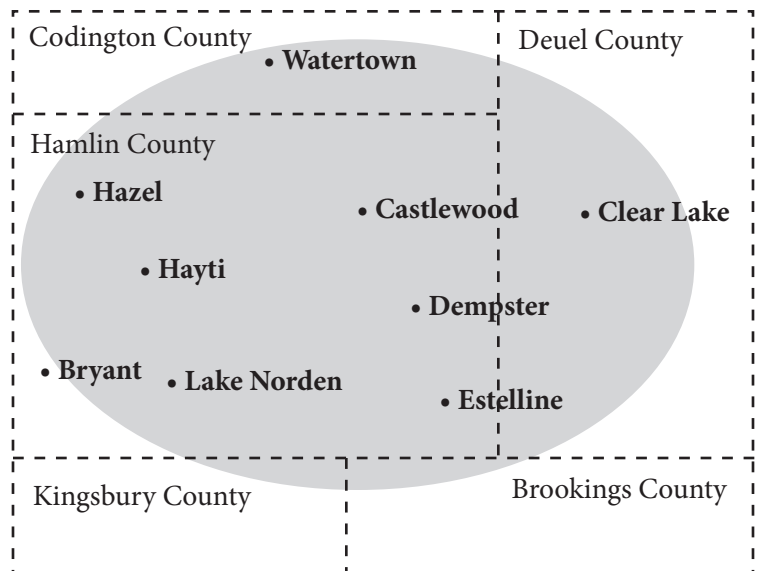 Codington County
Deuel County
Watertown
Hamlin County
Hazel
Castlewood
Clear Lake
Hayti
Dempster
Bryant
Lake Norden
Estelline
Kingsbury County
Brookings County